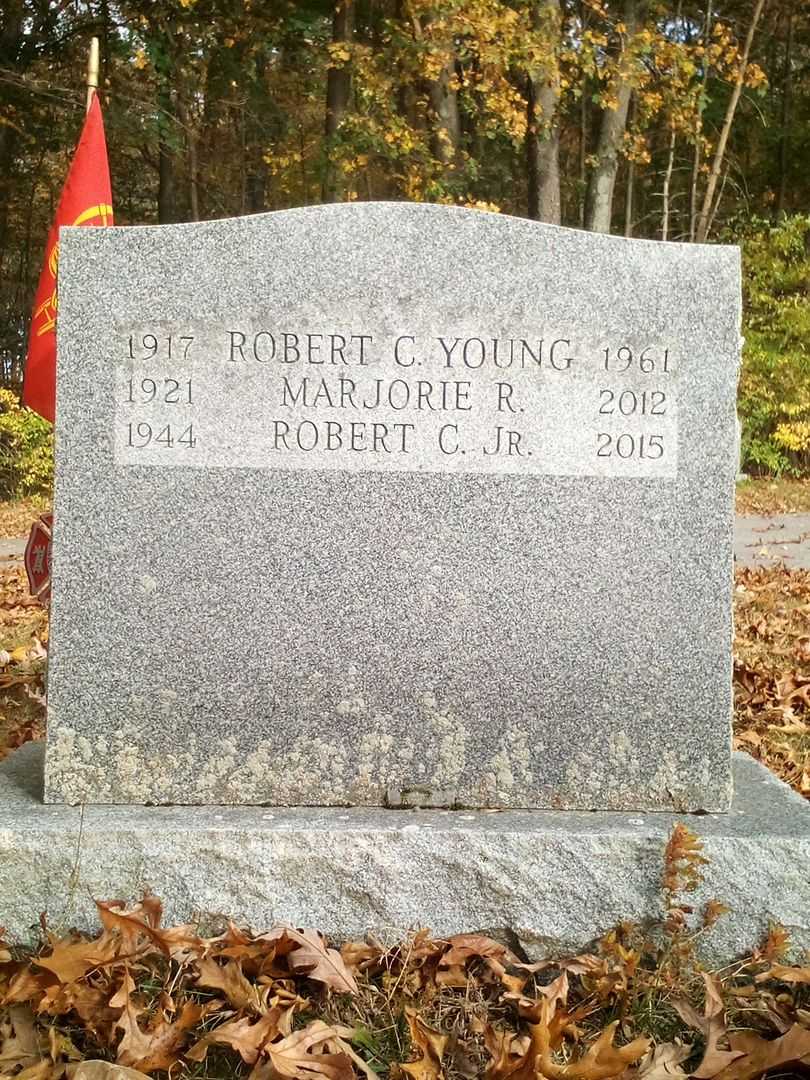 1917 ROBERT C. YOUNG 1961
1921 MARJORIE R. 2012
1944 ROBERT C. JR. 2015